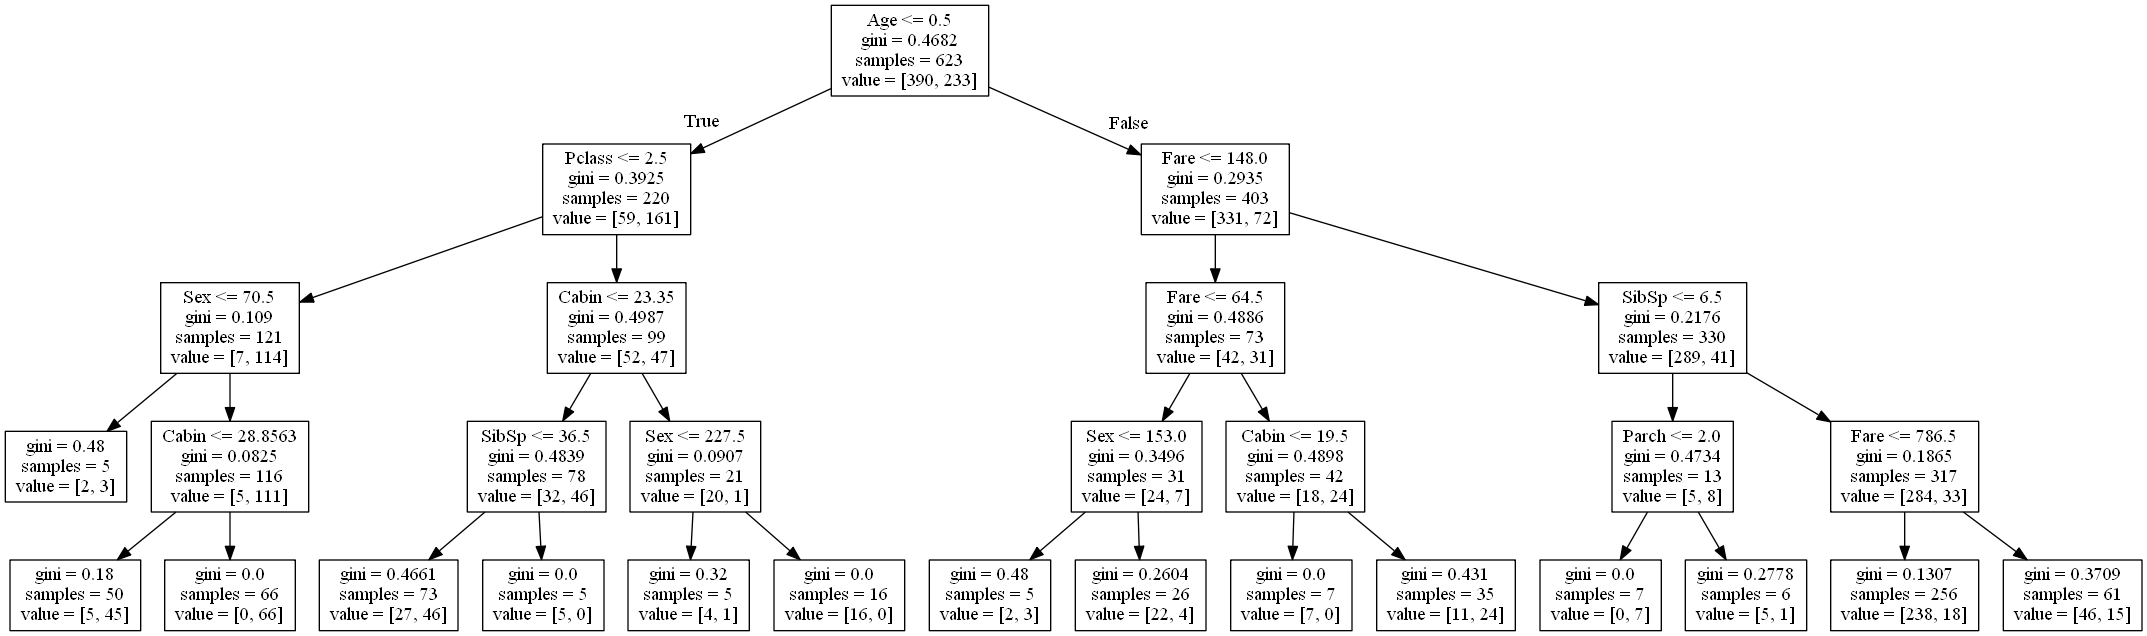 Age <= 0.5
gini = 0.4682
samples = 623
value = [390, 233]
True
False
Pclass <= 2.5
gini = 0.3925
samples = 220
value = [59, 161]
Fare <= 148.0
gini = 0.2935
samples = 403
value = [331, 72]
Sex <= 70.5
gini = 0.109
samples = 121
value = [7, 114]
Cabin <= 23.35
gini = 0.4987
samples = 99
value = [52, 47]
Fare <= 64.5
gini = 0.4886
samples = 73
value = [42, 31]
SibSp <= 6.5
gini = 0.2176
samples = 330
value = [289, 41]
gini = 0.48
samples = 5
value = [2, 3]
Cabin <= 28.8563
gini = 0.0825
samples = 116
value = [5, 111]
SibSp <= 36.5
gini = 0.4839
samples = 78
value = [32, 46]
Sex <= 227.5
gini = 0.0907
samples = 21
value = [20, 1]
Sex <= 153.0
gini = 0.3496
samples = 31
value = [24, 7]
Cabin <= 19.5
gini = 0.4898
samples = 42
value = [18, 24]
Parch <= 2.0
gini = 0.4734
samples = 13
value = [5, 8]
Fare <= 786.5
gini = 0.1865
samples = 317
value = [284, 33]
gini = 0.18
samples = 50
value = [5, 45]
gini = 0.0
samples = 66
value = [0, 66]
gini = 0.4661
samples = 73
value = [27, 46]
gini = 0.0
samples = 5
value = [5, 0]
gini = 0.32
samples = 5
value = [4, 1]
gini = 0.0
samples = 16
value = [16, 0]
gini = 0.48
samples = 5
value = [2, 3]
gini = 0.2604
samples = 26
value = [22, 4]
gini = 0.0
samples = 7
value = [7, 0]
gini = 0.431
samples = 35
value = [11, 24]
gini = 0.0
samples = 7
value = [0, 7]
gini = 0.2778
samples = 6
value = [5, 1]
gini = 0.1307
samples = 256
value = [238, 18]
gini = 0.3709
samples = 61
value = [46, 15]